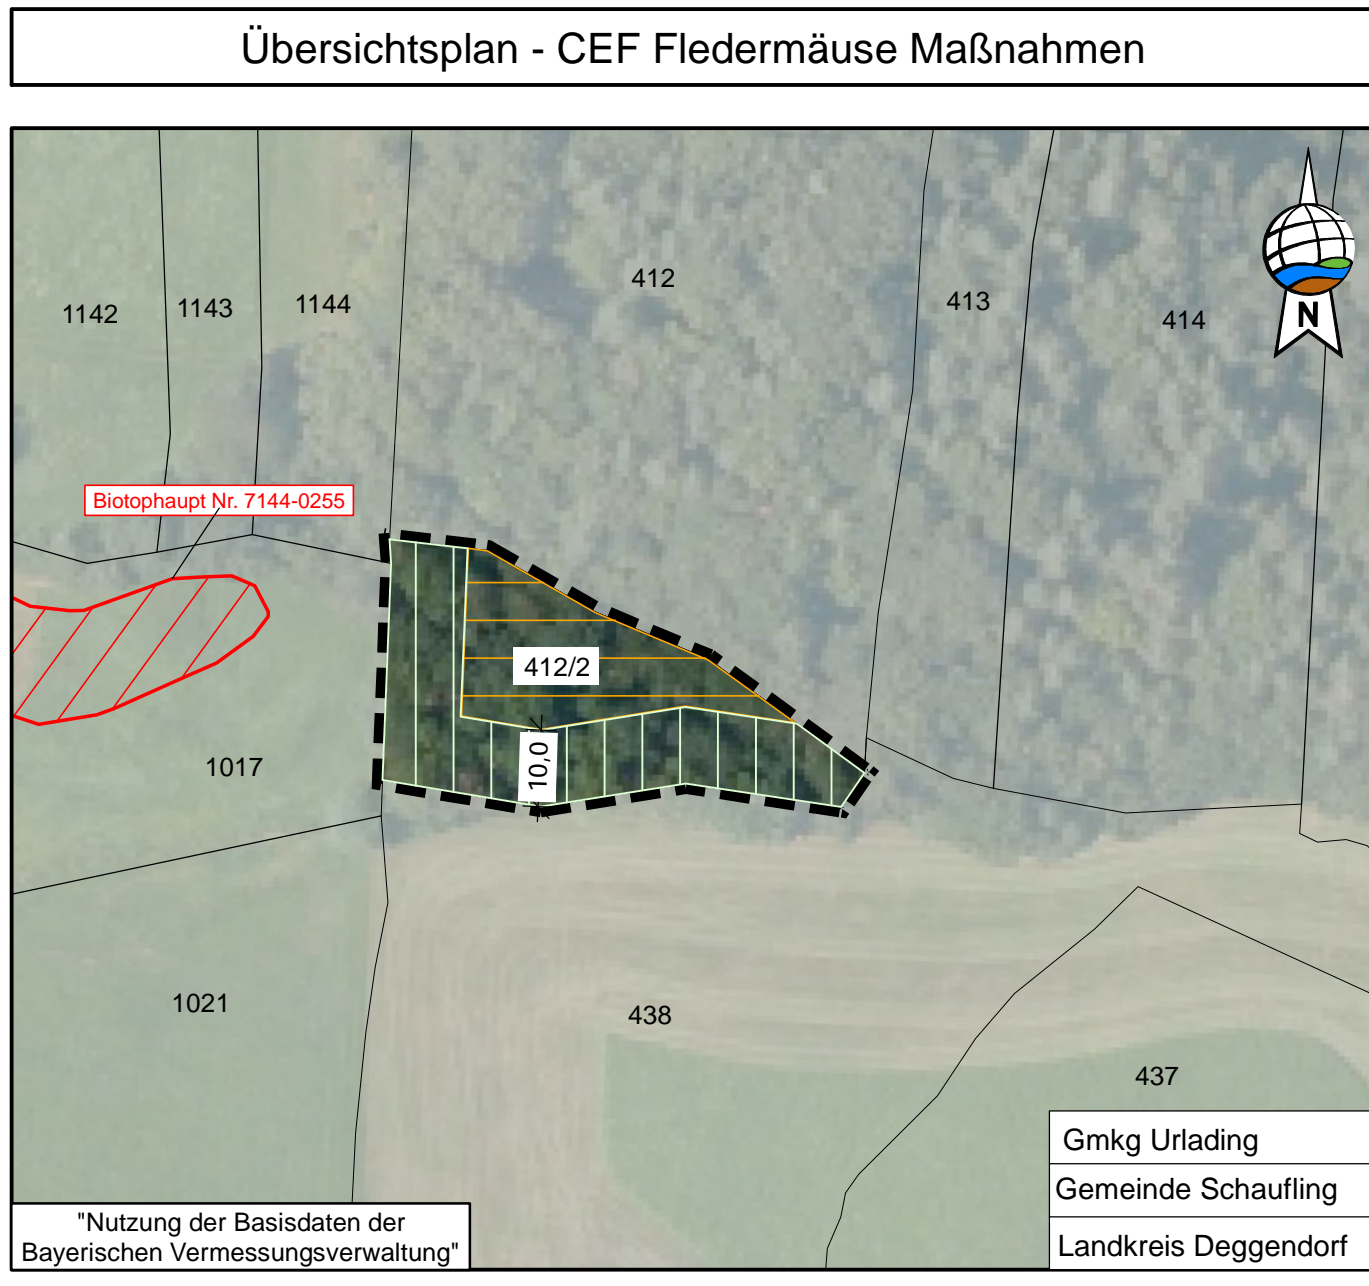 Übersichtsplan - CEF Fledermäuse Maßnahmen
412
413
414
1142
1143
1144
N
Biotophaupt Nr. 7144-0255
412/2
10,0
1017
1021
438
437
Gmkg Urlading
Gemeinde Schaufling
Landkreis Deggendorf
"Nutzung der Basisdaten der
Bayerischen Vermessungsverwaltung"